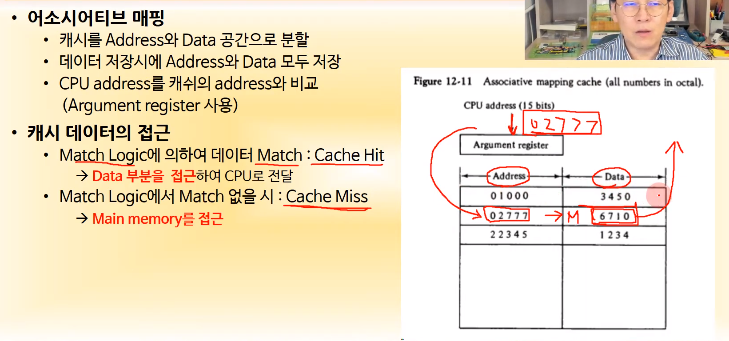 • 어소시어티브 매핑
• 캐시를 Address와 Data 공간으로 분할
• 데이터 저장시에 Address와 Data 모두 저장
• CPU address를 캐쉬의 address와 비교
(Argument register 사용)
• 캐시 데이터의 접근
• Match Logic에 의하여 데이터 Match : Cache Hit
→ Data 부분을 접근하여 CPU로 전달
• Match Logic에서 Match 없을 시 : Cache Miss
→ Main memory를 접근
Figure 12-11 Associative mapping cache (all numbers in octal).
CPU address (15 bits)
02777
Argument register
Address Data
01000 3450
02777 → M 6710
22345 1234